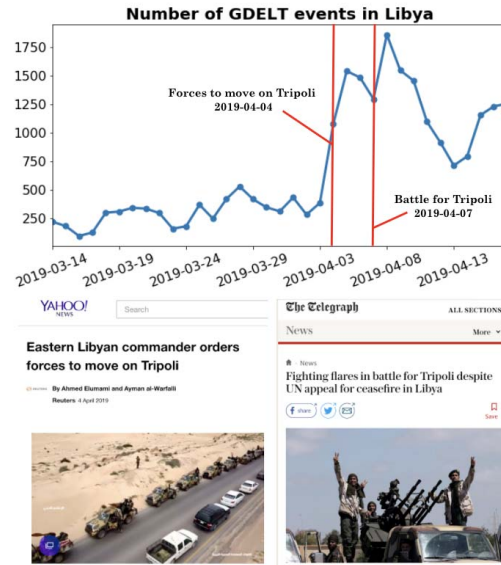 Number of GDELT events in Libya
1750
1500
1250
1000
750
500
250
Forces to move on Tripoli
2019-04-04
Battle for Tripoli
2019-04-07
2019-03-14
2019-03-19
2019-03-24
2019-03-29
2019-04-03
2019-04-08
2019-04-13
YAHOO!
NEWS
Search
Eastern Libyan commander orders
forces to move on Tripoli
By Ahmed Elumami and Ayman al-Warfalli
Reuters 4 April 2019
The Telegraph
ALL SECTIONS
News
More
News
Fighting flares in battle for Tripoli despite
UN appeal for ceasefire in Libya
share
Save